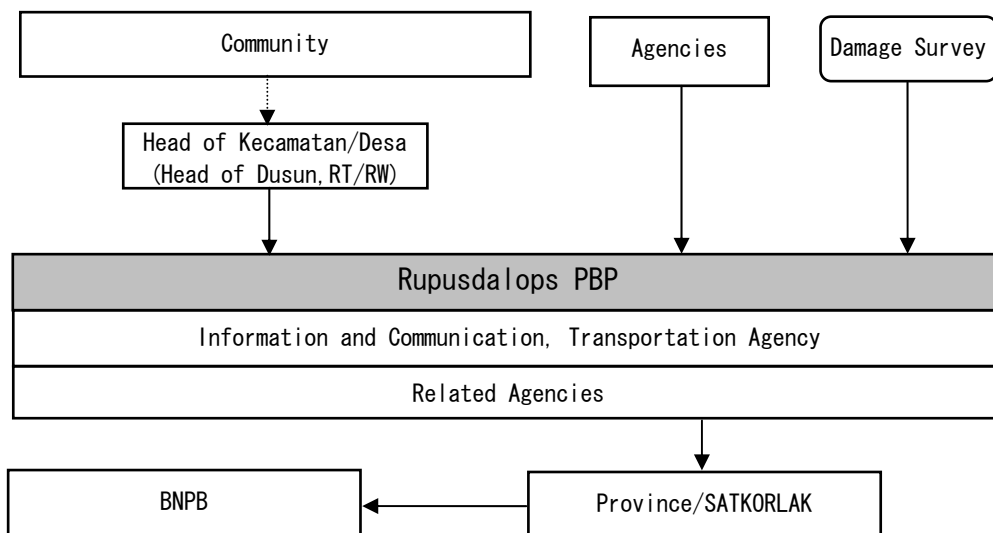 Community
Agencies
Damage Survey
Head of Kecamatan/Desa
(Head of Dusun,RT/RW)
Rupusdalops PBP
Information and Communication, Transportation Agency
Related Agencies
BNPB
Province/SATKORLAK